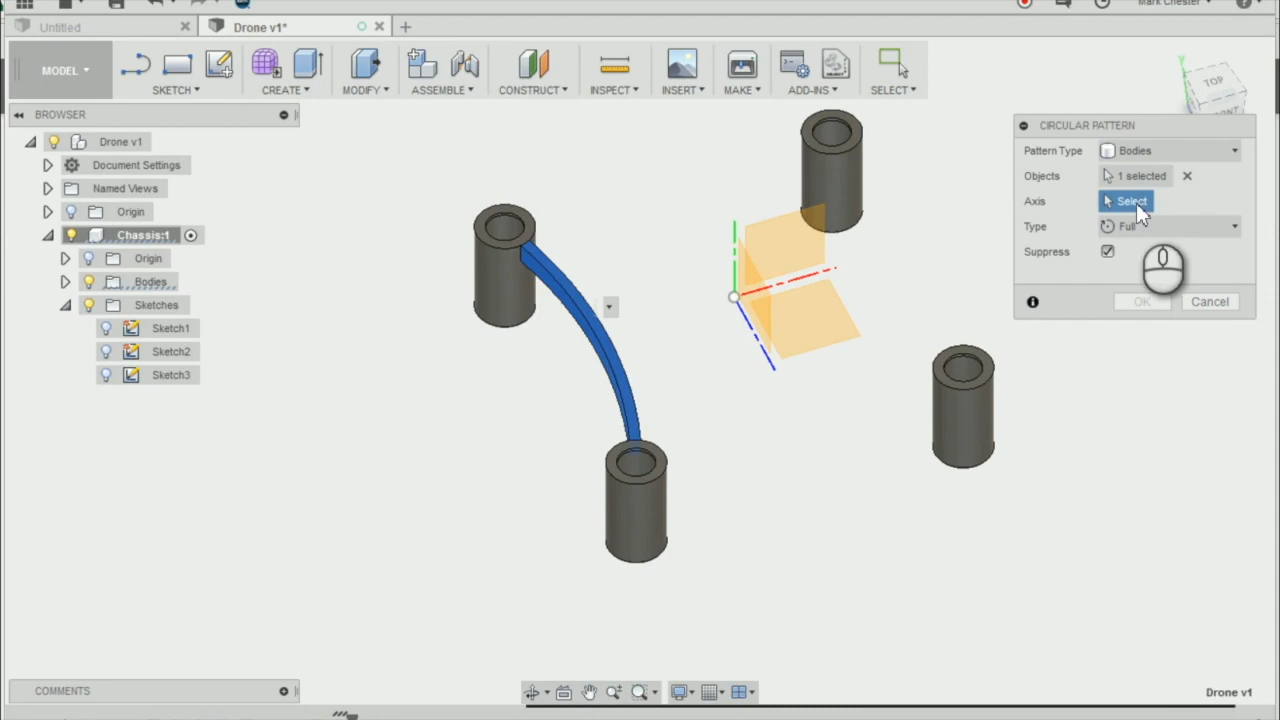 Mark Chester
Untitled
Drone v1*
MODEL
SKETCH
CREATE
MODIFY
ASSEMBLE
CONSTRUCT
INSPECT
INSERT
MAKE
ADD-INS
SELECT
TOP
FRONT
BROWSER
Drone v1
Document Settings
Named Views
Origin
Chassis:1
Origin
Bodies
Sketches
Sketch1
Sketch2
Sketch3
CIRCULAR PATTERN
Pattern Type Bodies
Objects 1 selected
Axis Select
Type Full
Suppress
OK Cancel
COMMENTS
Drone v1